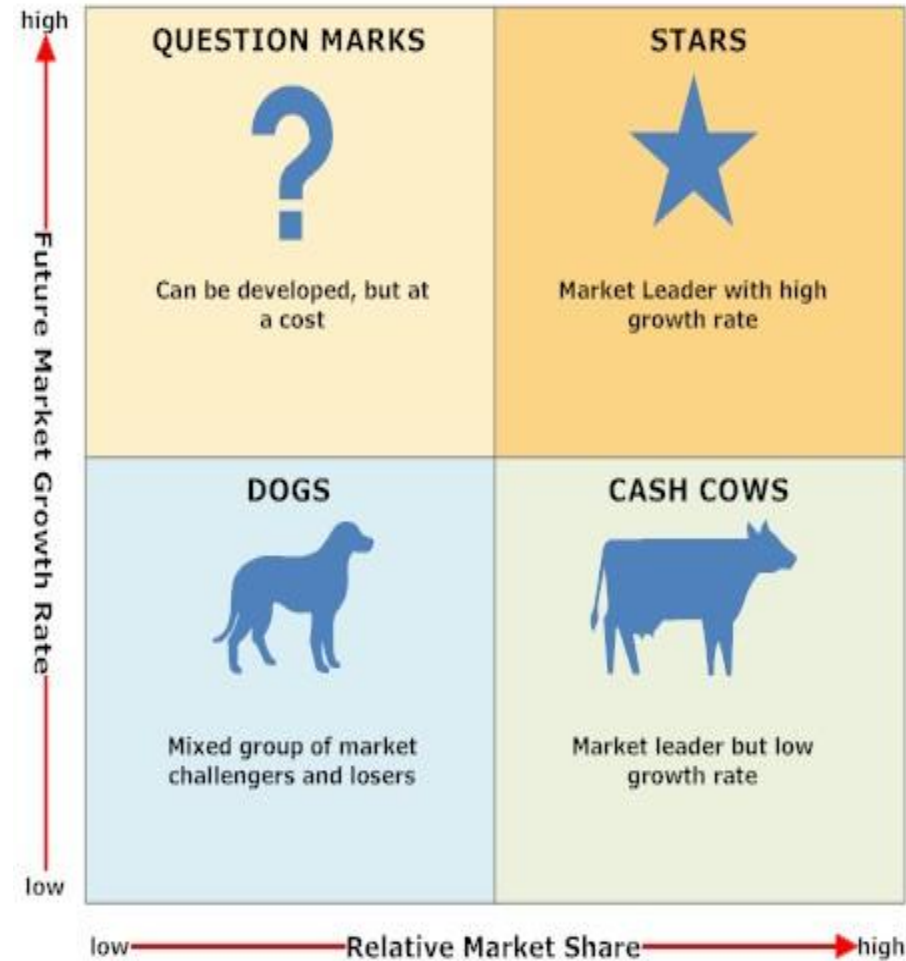 high
QUESTION MARKS
?
Can be developed, but at
a cost
STARS
Market Leader with high
growth rate
Future Market Growth Rate
DOGS
Mixed group of market
challengers and losers
CASH COWS
Market leader but low
growth rate
low
low
Relative Market Share
high